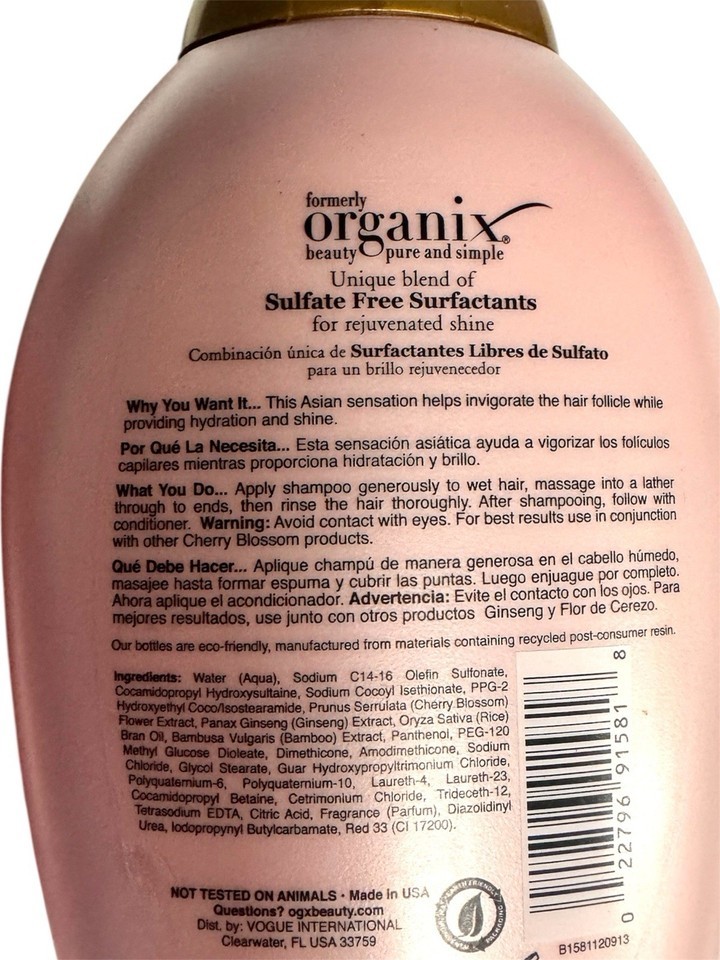 formerly
organix®
beauty pure and simple
Unique blend of
Sulfate Free Surfactants
for rejuvenated shine
Combinación única de Surfactantes Libres de Sulfato
para un brillo rejuvenecedor
Why You Want It... This Asian sensation helps invigorate the hair follicle while
providing hydration and shine.
Por Qué La Necesita... Esta sensación asiática ayuda a vigorizar los folículos
capilares mientras proporciona hidratación y brillo.
What You Do... Apply shampoo generously to wet hair, massage into a lather
through to ends, then rinse the hair thoroughly. After shampooing, follow with
conditioner. Warning: Avoid contact with eyes. For best results use in conjunction
with other Cherry Blossom products.
Qué Debe Hacer... Aplique champú de manera generosa en el cabello húmedo,
masajee hasta formar espuma y cubrir las puntas. Luego enjuague por completo.
Ahora aplique el acondicionador. Advertencia: Evite el contacto con los ojos. Para
mejores resultados, use junto con otros productos Ginseng y Flor de Cerezo.
Our bottles are eco-friendly, manufactured from materials containing recycled post-consumer resin.
Ingredients: Water (Aqua), Sodium C14-16 Olefin Sulfonate,
Cocamidopropyl Hydroxysultaine, Sodium Cocoyl Isethionate, PPG-2
Hydroxyethyl Coco/Isostearamide, Prunus Serrulata (Cherry Blossom)
Flower Extract, Panax Ginseng (Ginseng) Extract, Oryza Sativa (Rice)
Bran Oil, Bambusa Vulgaris (Bamboo) Extract, Panthenol, PEG-120
Methyl Glucose Dioleate, Dimethicone, Amodimethicone, Sodium
Chloride, Glycol Stearate, Guar Hydroxypropyltrimonium Chloride,
Polyquaternium-6, Polyquaternium-10, Laureth-4, Laureth-23,
Cocamidopropyl Betaine, Cetrimonium Chloride, Trideceth-12,
Tetrasodium EDTA, Citric Acid, Fragrance (Parfum), Diazolidinyl
Urea, Iodopropynyl Butylcarbamate, Red 33 (CI 17200).
0 22796 91581 8
B1581120913
NOT TESTED ON ANIMALS • Made in USA
Questions? ogxbeauty.com
Dist. by: VOGUE INTERNATIONAL
Clearwater, FL USA 33759
EARTH FRIENDLY
PACKAGING